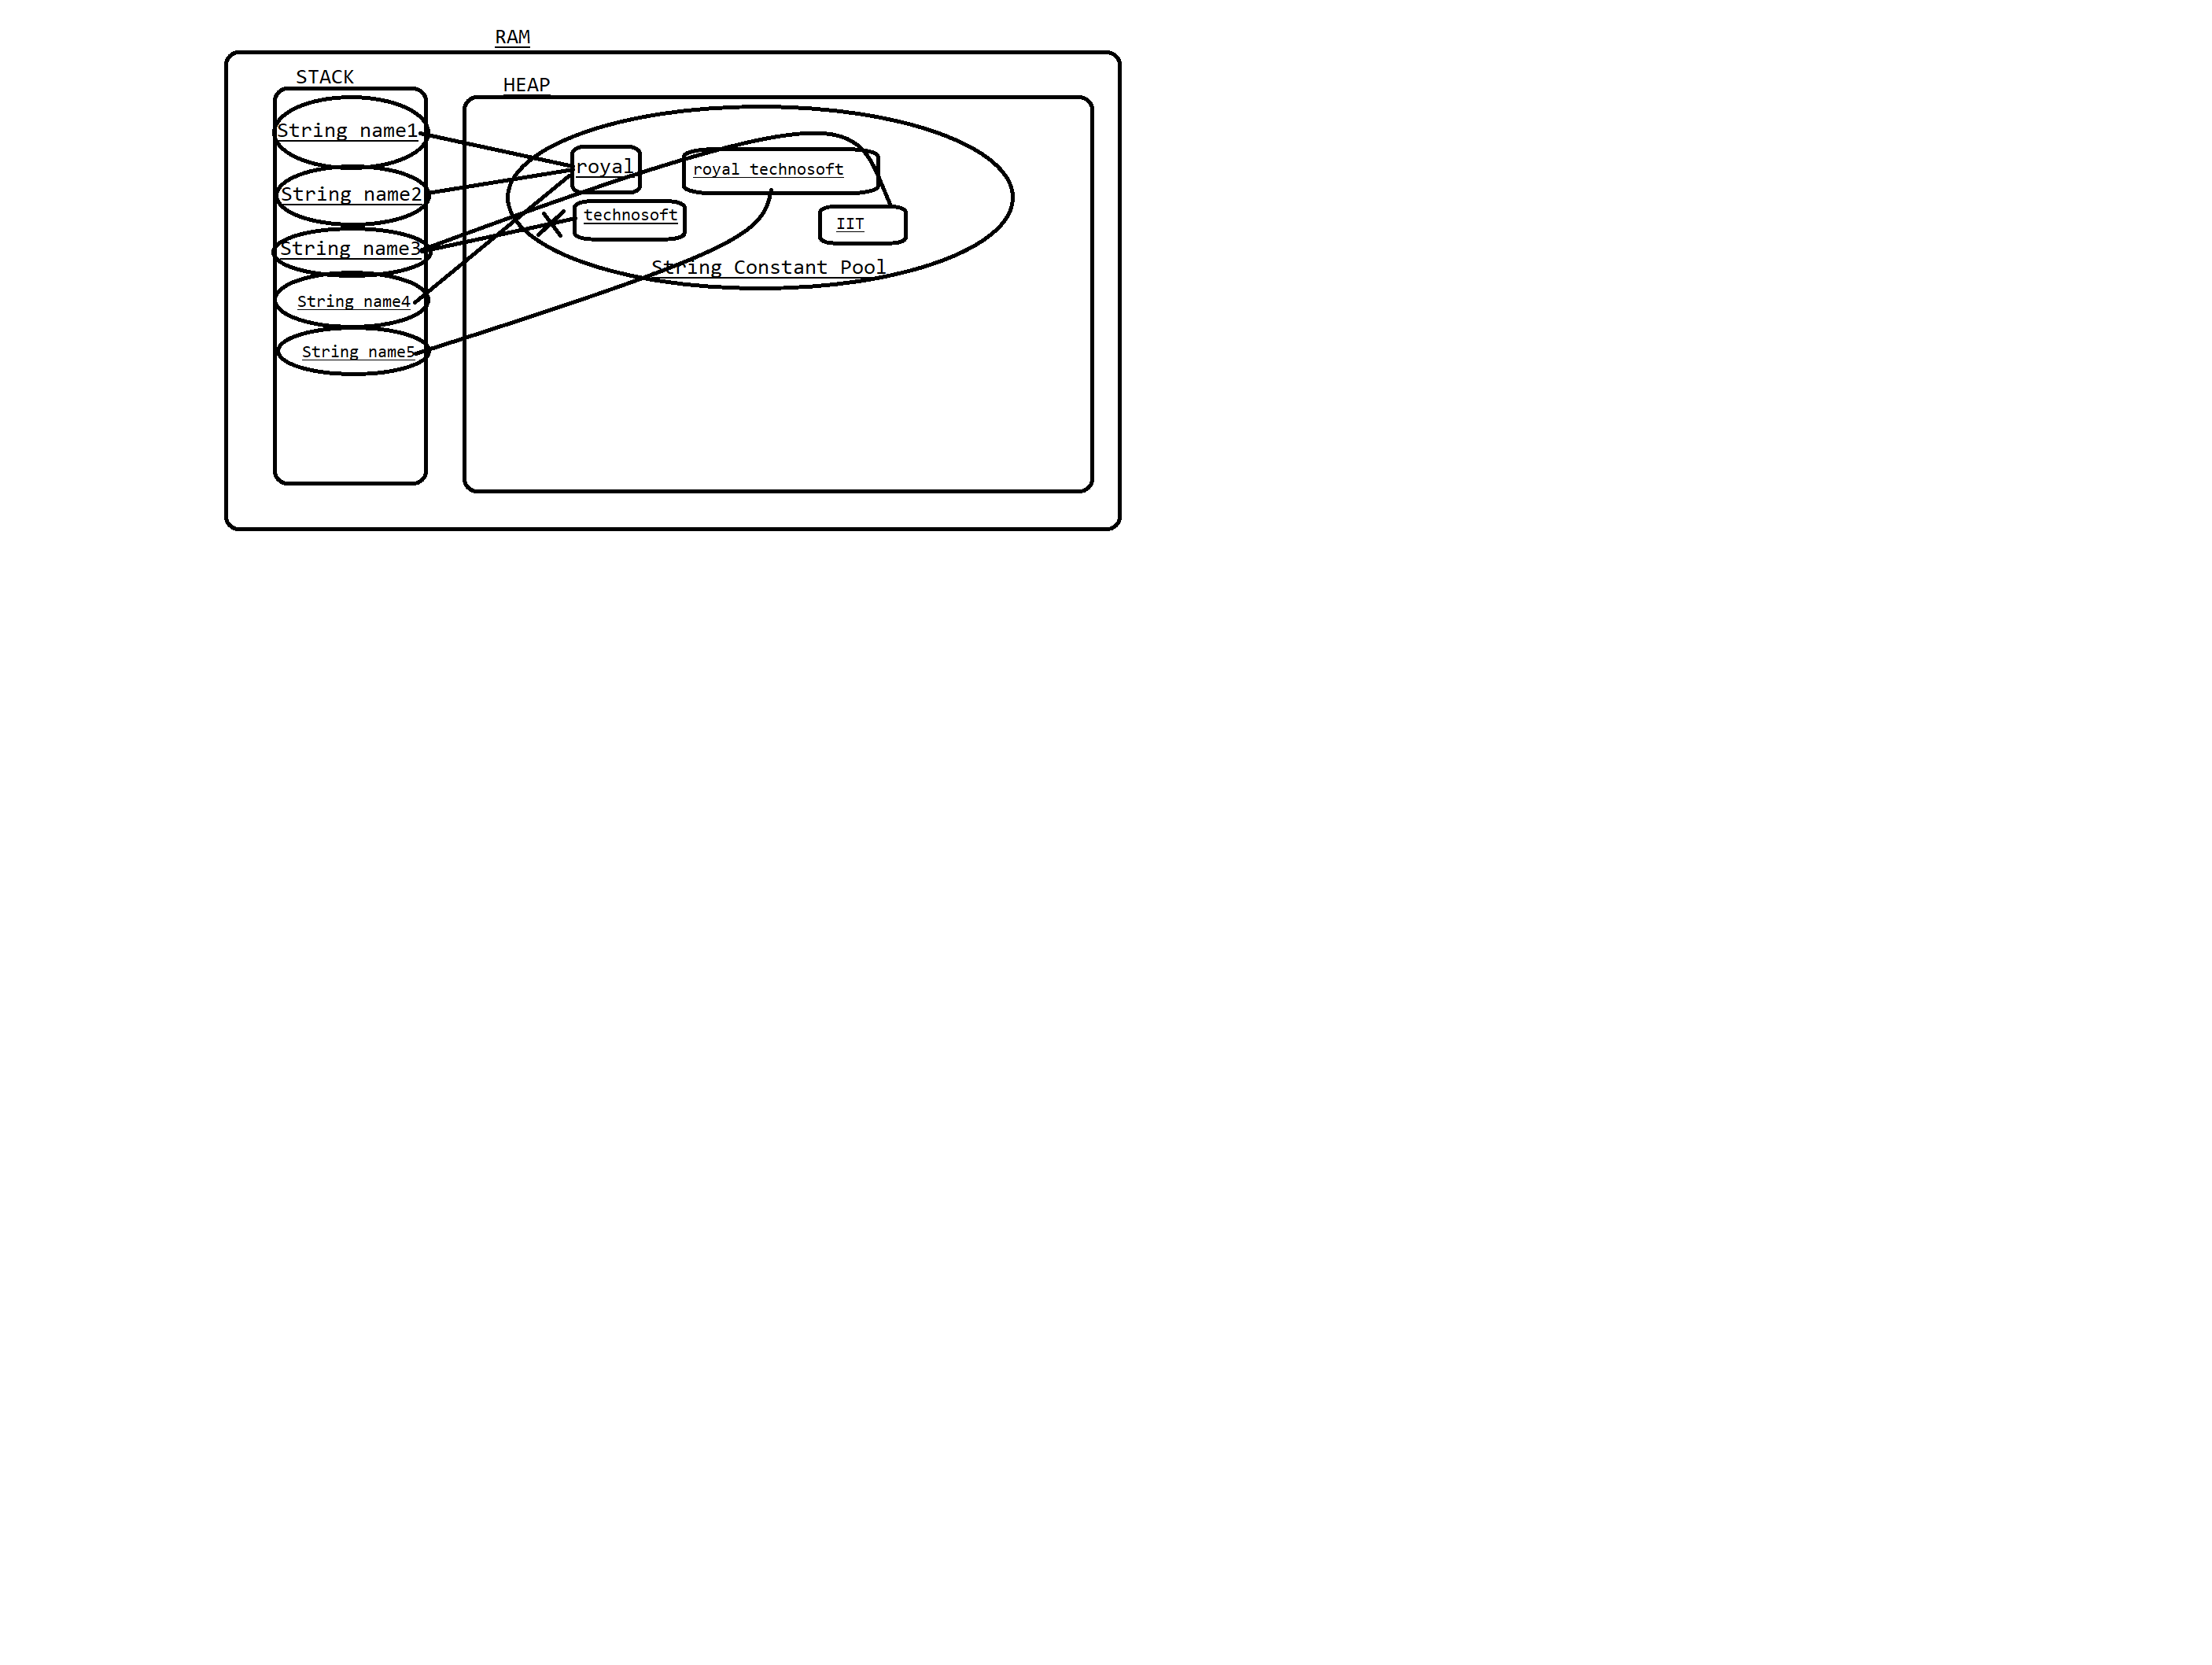 RAM
STACK
HEAP
String name1
String name2
String name3
String name4
String name5
royal
royal technosoft
technosoft
IIT
String Constant Pool